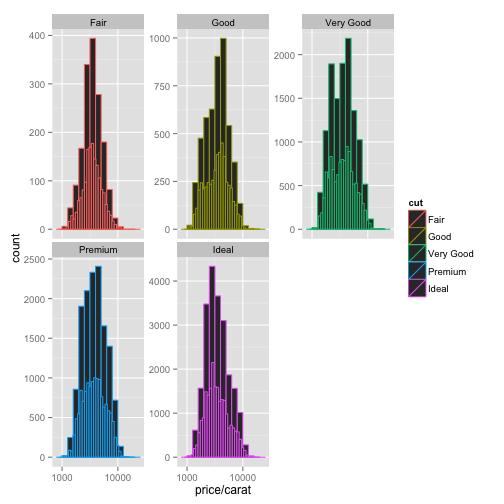 Fair
Good
Very Good
400
300
200
100
0
1000
750
500
250
0
2000
1500
1000
500
0
count
Premium
Ideal
2500
2000
1500
1000
500
0
4000
3000
2000
1000
0
1000
10000
1000
10000
price/carat
cut
Fair
Good
Very Good
Premium
Ideal